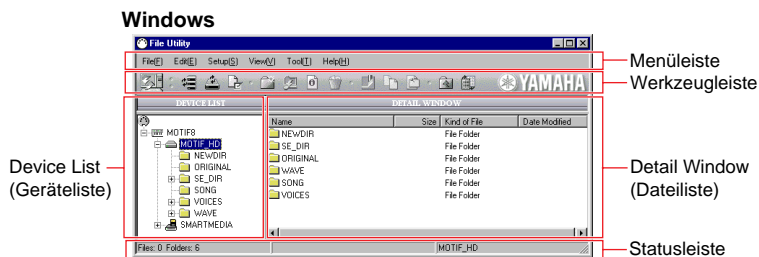 Windows
File Utility
File(F) Edit(E) Setup(S) View(V) Tool(T) Help(H)
Menüleiste
YAMAHA
Werkzeugleiste
DEVICE LIST
DETAIL WINDOW
Name Size Kind of File Date Modified
MOTIF8
MOTIF_HD
NEWDIR
ORIGINAL
SE_DIR
SONG
VOICES
WAVE
SMARTMEDIA
NEWDIR File Folder
SE_DIR File Folder
ORIGINAL File Folder
WAVE File Folder
SONG File Folder
VOICES File Folder
Device List
(Geräteliste)
Detail Window
(Dateiliste)
Files: 0 Folders: 6 MOTIF_HD
Statusleiste